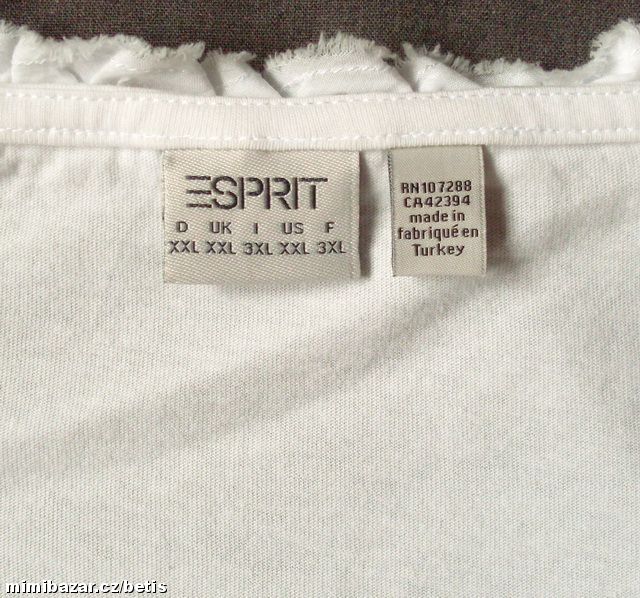 ESPRIT
D UK I US F
XXL XXL 3XL XXL 3XL
RN107288
CA42394
made in
fabriqué en
Turkey
mimibazar.cz/betis